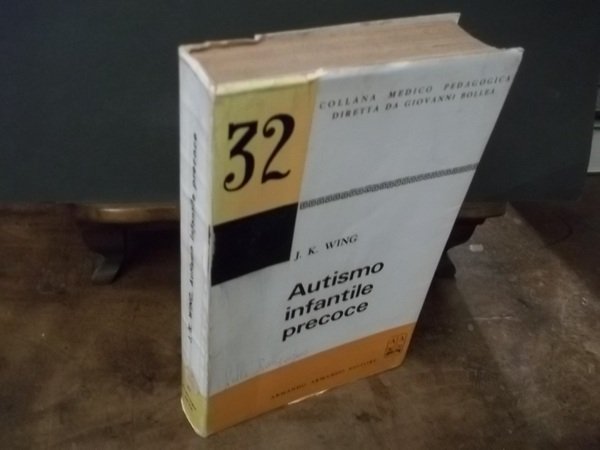 32
COLLANA MEDICO PEDAGOGICA
DIRETTA DA GIOVANNI BOLLEA
J. K. WING
Autismo
infantile
precoce
ARMANDO ARMANDO EDITORE
J. K. WING, Autismo infantile precoce